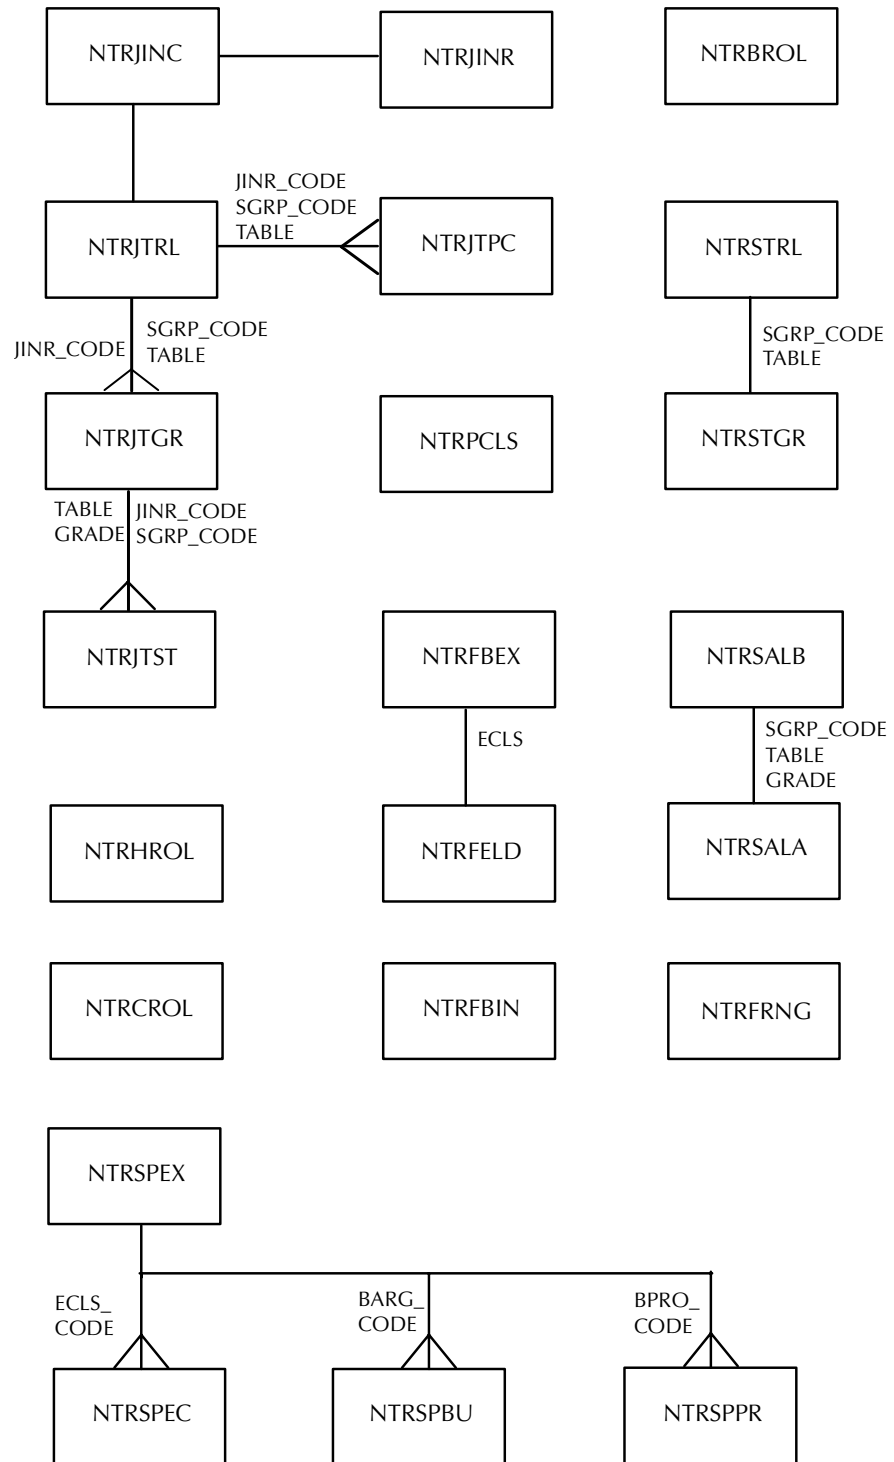 NTRJINC
NTRJINR
NTRBROL
JINR_CODE
SGRP_CODE
TABLE
NTRJTRL
NTRJTPC
NTRSTRL
JINR_CODE
SGRP_CODE
TABLE
SGRP_CODE
TABLE
NTRJTGR
NTRPCLS
NTRSTGR
TABLE
GRADE
JINR_CODE
SGRP_CODE
NTRJTST
NTRFBEX
NTRSALB
ECLS
SGRP_CODE
TABLE
GRADE
NTRHROL
NTRFELD
NTRSALA
NTRCROL
NTRFBIN
NTRFRNG
NTRSPEX
ECLS_
CODE
BARG_
CODE
BPRO_
CODE
NTRSPEC
NTRSPBU
NTRSPPR